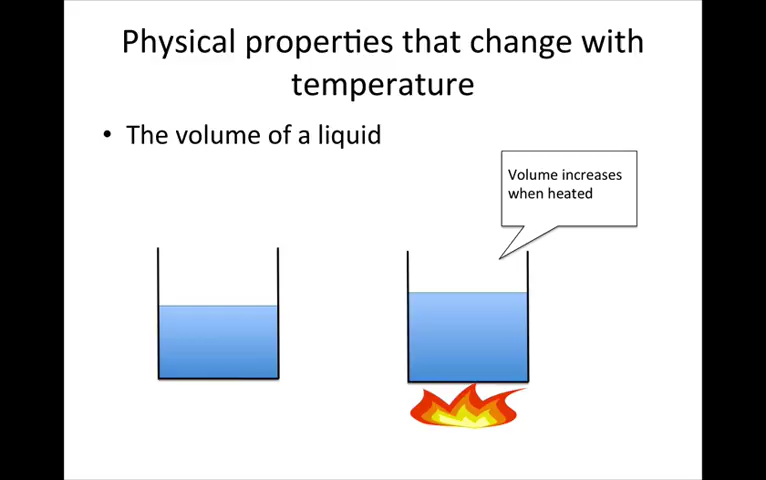 Physical properties that change with
temperature
• The volume of a liquid
Volume increases
when heated